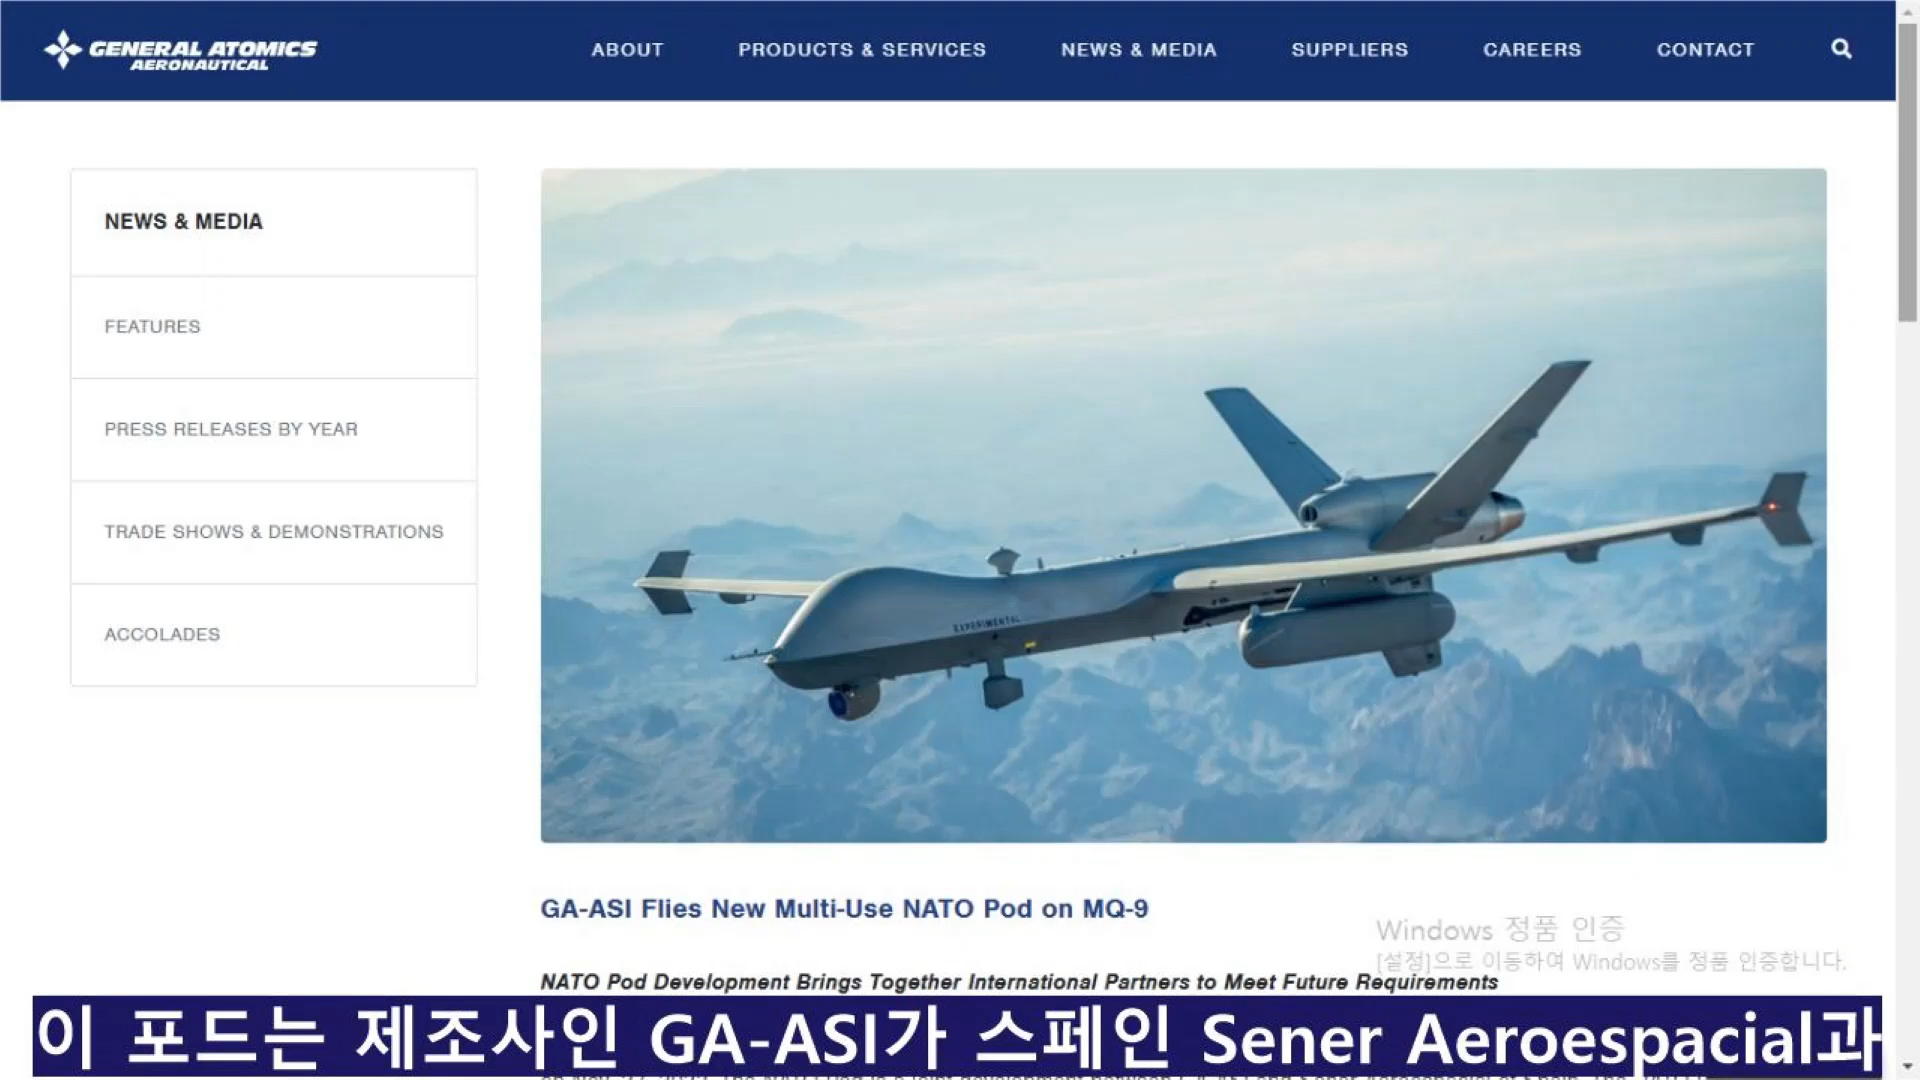 GENERAL ATOMICS
AERONAUTICAL
ABOUT
PRODUCTS & SERVICES
NEWS & MEDIA
SUPPLIERS
CAREERS
CONTACT
NEWS & MEDIA
FEATURES
PRESS RELEASES BY YEAR
TRADE SHOWS & DEMONSTRATIONS
ACCOLADES
EXPERIMENTAL
GA-ASI Flies New Multi-Use NATO Pod on MQ-9
Windows 정품 인증
[설정]으로 이동하여 Windows를 정품 인증합니다.
NATO Pod Development Brings Together International Partners to Meet Future Requirements
이 포드는 제조사인 GA-ASI가 스페인 Sener Aeroespacial과